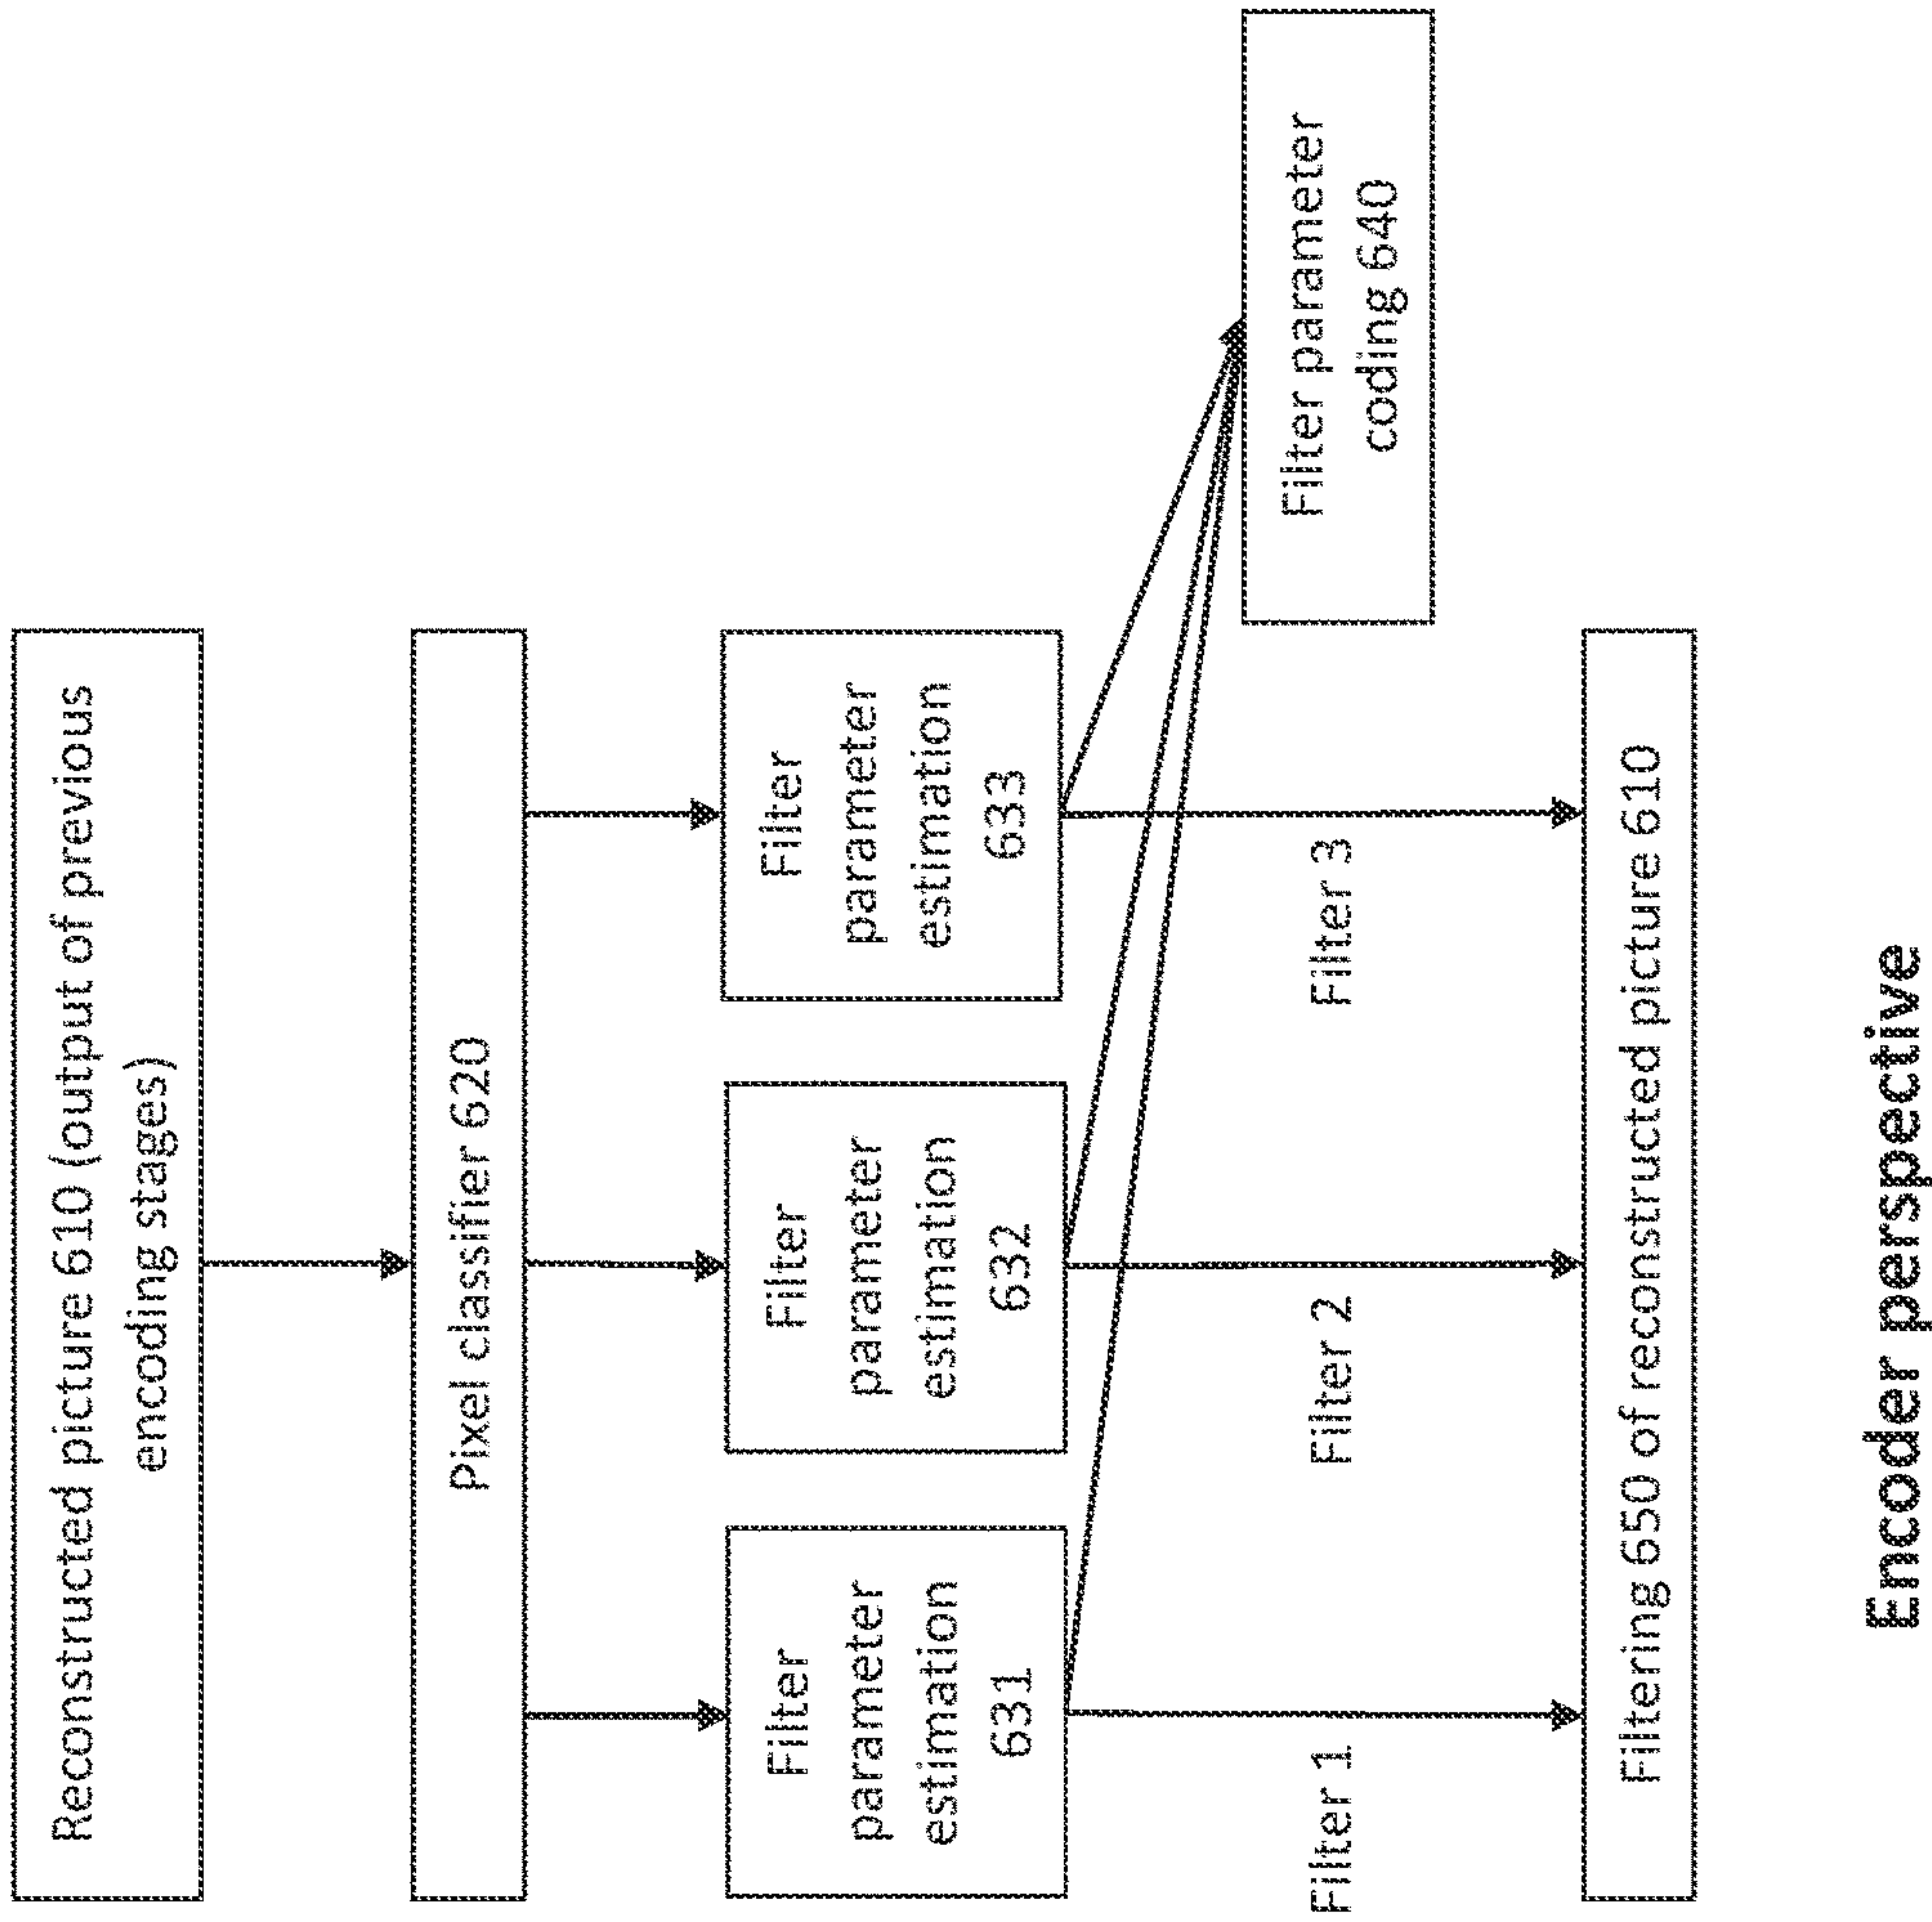 Reconstructed picture 610 (output of previous
encoding stages)
Pixel classifier 620
Filter
parameter
estimation
631
Filter
parameter
estimation
632
Filter
parameter
estimation
633
Filter parameter
coding 640
Filter 1
Filter 2
Filter 3
Filtering 650 of reconstructed picture 610
Encoder perspective